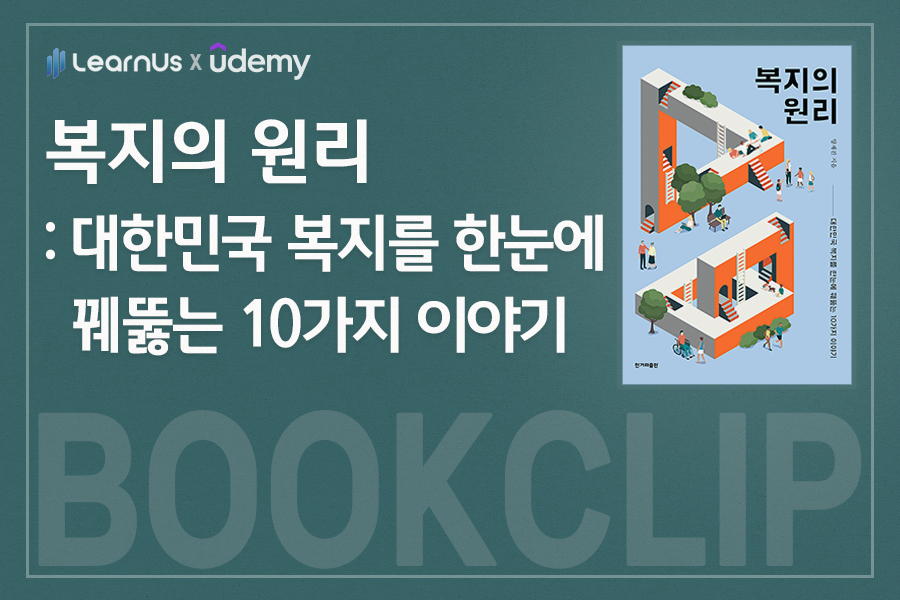 LearnUs X Udemy
복지의 원리
: 대한민국 복지를 한눈에
꿰뚫는 10가지 이야기
복지의
원리
양재진 지음
대한민국 복지를 한눈에 꿰뚫는 10가지 이야기
한겨레출판
BOOKCLIP